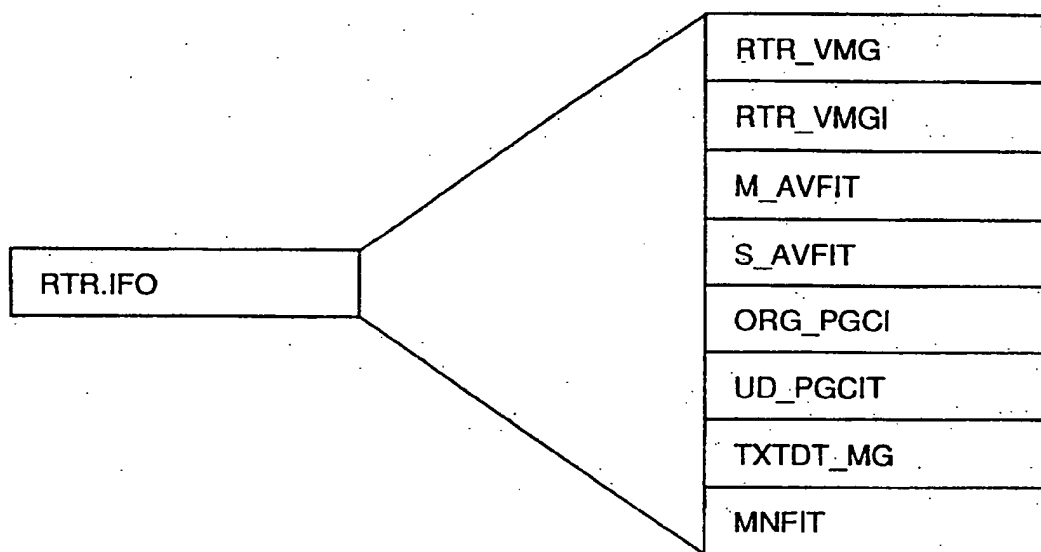 RTR.IFO
RTR_VMG
RTR_VMGI
M_AVFIT
S_AVFIT
ORG_PGCI
UD_PGCIT
TXTDT_MG
MNFIT